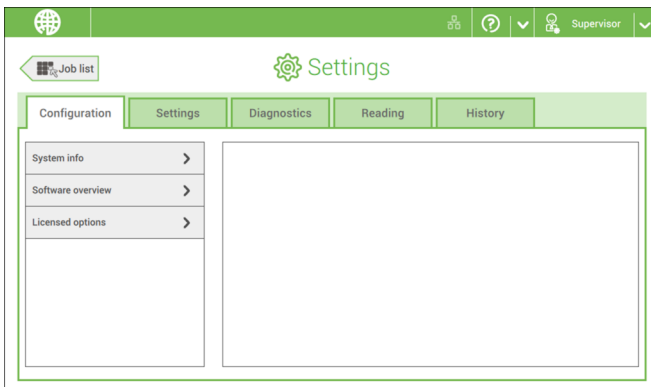 Supervisor
Job list
Settings
Configuration
Settings
Diagnostics
Reading
History
System info
Software overview
Licensed options